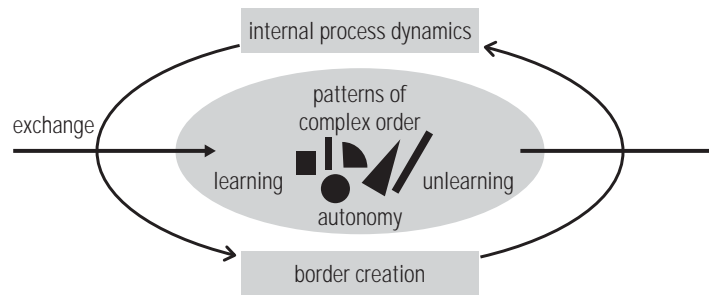 internal process dynamics
patterns of
complex order
exchange
learning
unlearning
autonomy
border creation